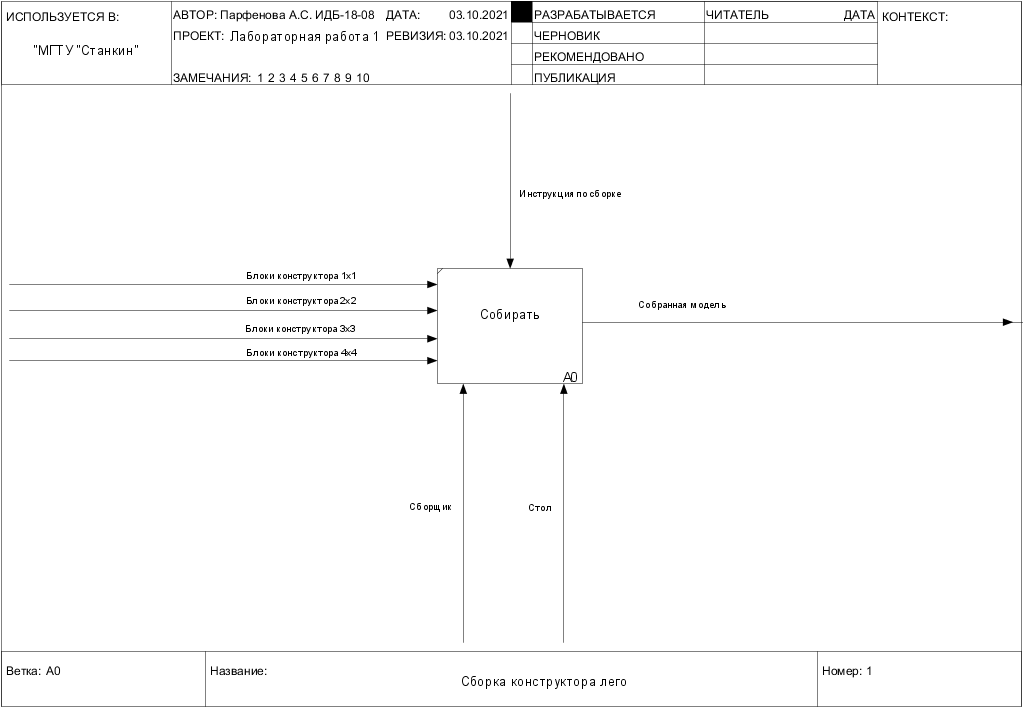 ИСПОЛЬЗУЕТСЯ В:
"МГТУ "Станкин"
АВТОР: Парфенова А.С. ИДБ-18-08 ДАТА: 03.10.2021
ПРОЕКТ: Лабораторная работа 1 РЕВИЗИЯ: 03.10.2021
ЗАМЕЧАНИЯ: 1 2 3 4 5 6 7 8 9 10
РАЗРАБАТЫВАЕТСЯ
ЧЕРНОВИК
РЕКОМЕНДОВАНО
ПУБЛИКАЦИЯ
ЧИТАТЕЛЬ ДАТА
КОНТЕКСТ:
Инструкция по сборке
Блоки конструктора 1x1
Блоки конструктора 2x2
Блоки конструктора 3x3
Блоки конструктора 4x4
Собирать
A0
Собранная модель
Сборщик
Стол
Ветка: A0
Название:
Сборка конструктора лего
Номер: 1